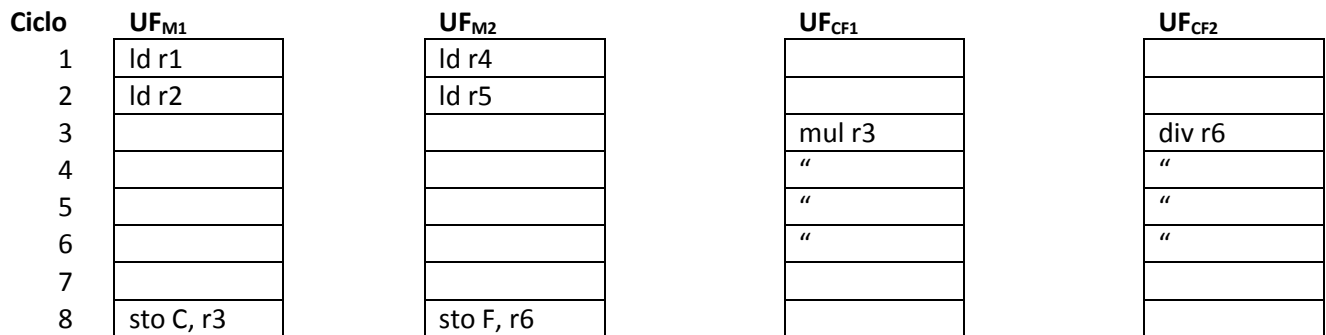 Ciclo UFM1 UFM2 UFCF1 UFCF2
1 ld r1 ld r4
2 ld r2 ld r5
3 mul r3 div r6
4 “ “
5 “ “
6 “ “
7
8 sto C, r3 sto F, r6